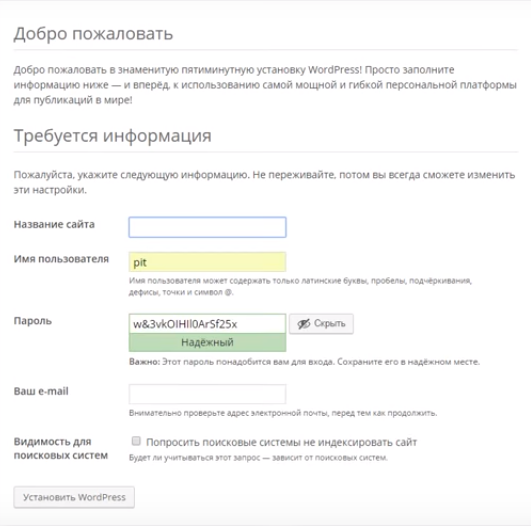 Добро пожаловать
Добро пожаловать в знаменитую пятиминутную установку WordPress! Просто заполните
информацию ниже — и вперёд, к использованию самой мощной и гибкой персональной платформы
для публикаций в мире!
Требуется информация
Пожалуйста, укажите следующую информацию. Не переживайте, потом вы всегда сможете изменить
эти настройки.
Название сайта
Имя пользователя
pit
Имя пользователя может содержать только латинские буквы, пробелы, подчёркивания,
дефисы, точки и символ @.
Пароль
w&3vkOIHIl0ArSf25x
Скрыть
Надёжный
Важно: Этот пароль понадобится вам для входа. Сохраните его в надёжном месте.
Ваш e-mail
Внимательно проверьте адрес электронной почты, перед тем как продолжить.
Видимость для
поисковых систем
Попросить поисковые системы не индексировать сайт
Будет ли учитываться этот запрос — зависит от поисковых систем.
Установить WordPress